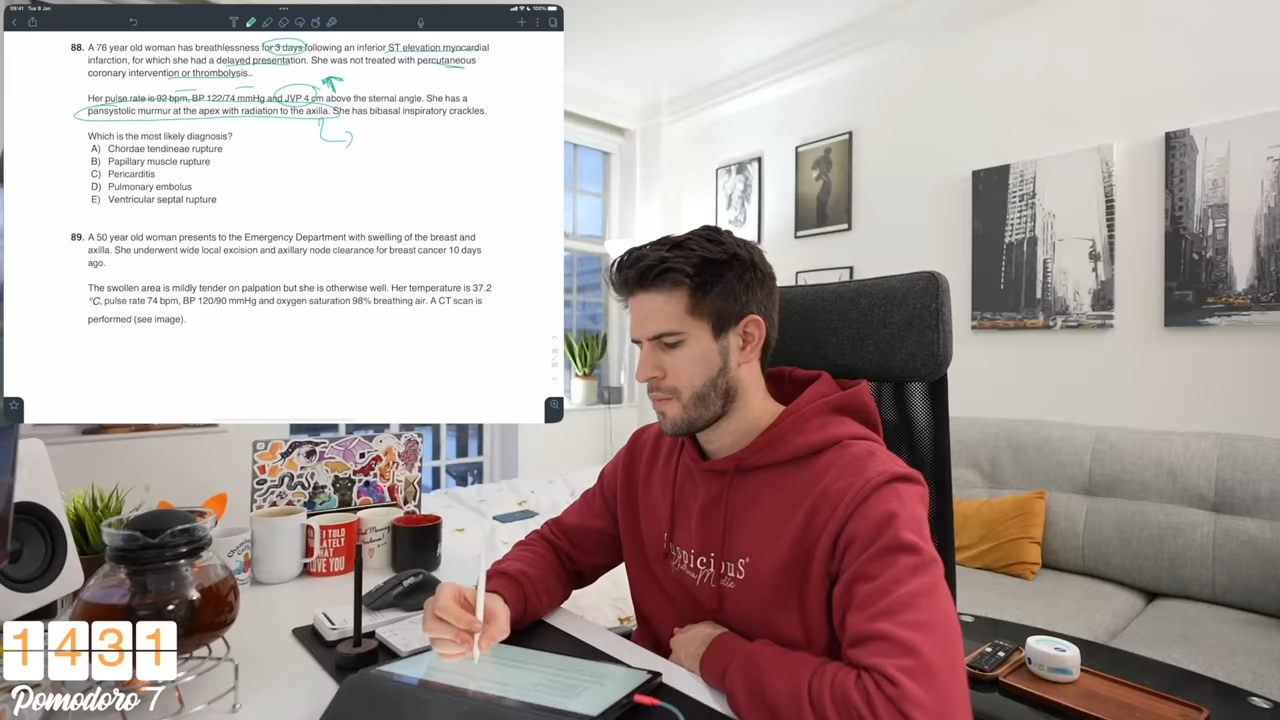 09:41 Tue 9 Jan
100%
88. A 76 year old woman has breathlessness for 3 days following an inferior ST elevation myocardial
infarction, for which she had a delayed presentation. She was not treated with percutaneous
coronary intervention or thrombolysis.
Her pulse rate is 92 bpm, BP 122/74 mmHg and JVP 4 cm above the sternal angle. She has a
pansystolic murmur at the apex with radiation to the axilla. She has bibasal inspiratory crackles.
Which is the most likely diagnosis?
A) Chordae tendineae rupture
B) Papillary muscle rupture
C) Pericarditis
D) Pulmonary embolus
E) Ventricular septal rupture
89. A 50 year old woman presents to the Emergency Department with swelling of the breast and
axilla. She underwent wide local excision and axillary node clearance for breast cancer 10 days
ago.
The swollen area is mildly tender on palpation but she is otherwise well. Her temperature is 37.2
°C, pulse rate 74 bpm, BP 120/90 mmHg and oxygen saturation 98% breathing air. A CT scan is
performed (see image).
I TOLD
LOVE YOU
1431
Pomodoro 7